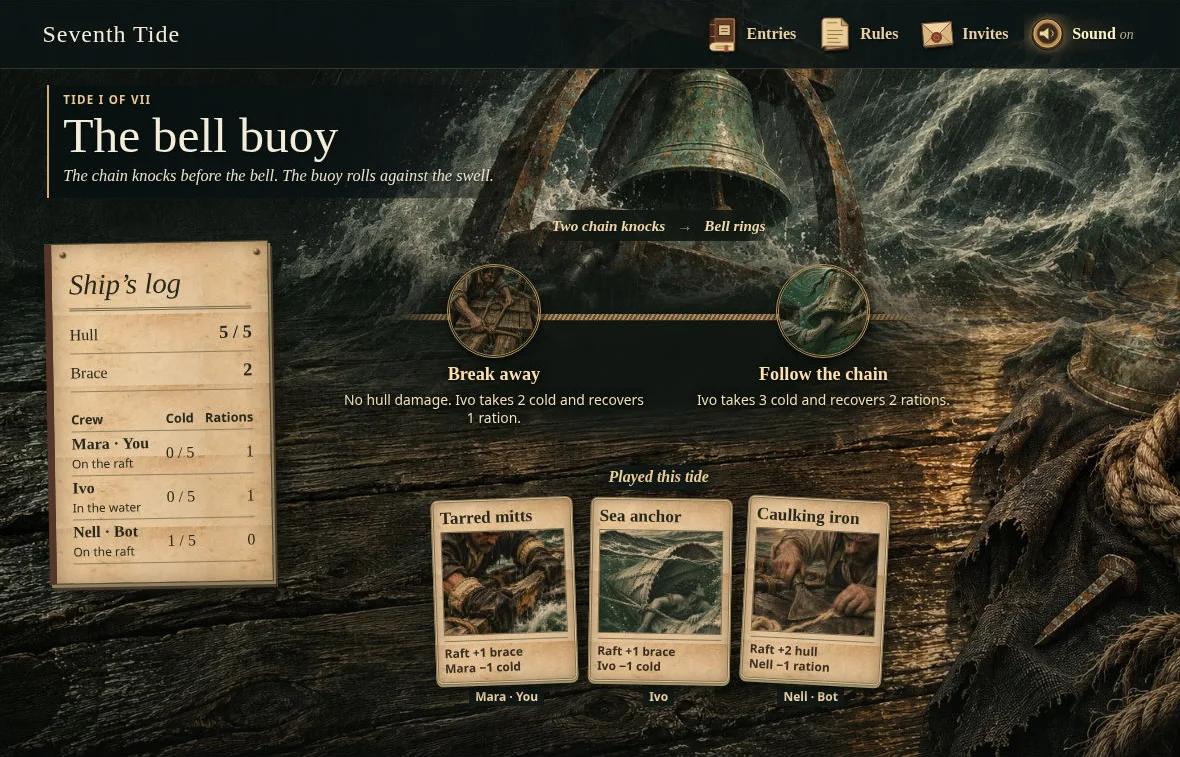 Seventh Tide
Entries
Rules
Invites
Sound on
TIDE I OF VII
The bell buoy
The chain knocks before the bell. The buoy rolls against the swell.
Two chain knocks → Bell rings
Ship's log
Hull 5 / 5
Brace 2
Crew Cold Rations
Mara · You 0 / 5 1
On the raft
Ivo 0 / 5 1
In the water
Nell · Bot 1 / 5 0
On the raft
Break away
No hull damage. Ivo takes 2 cold and recovers
1 ration.
Follow the chain
Ivo takes 3 cold and recovers 2 rations.
Played this tide
Tarred mitts
Raft +1 brace
Mara −1 cold
Mara · You
Sea anchor
Raft +1 brace
Ivo −1 cold
Ivo
Caulking iron
Raft +2 hull
Nell −1 ration
Nell · Bot